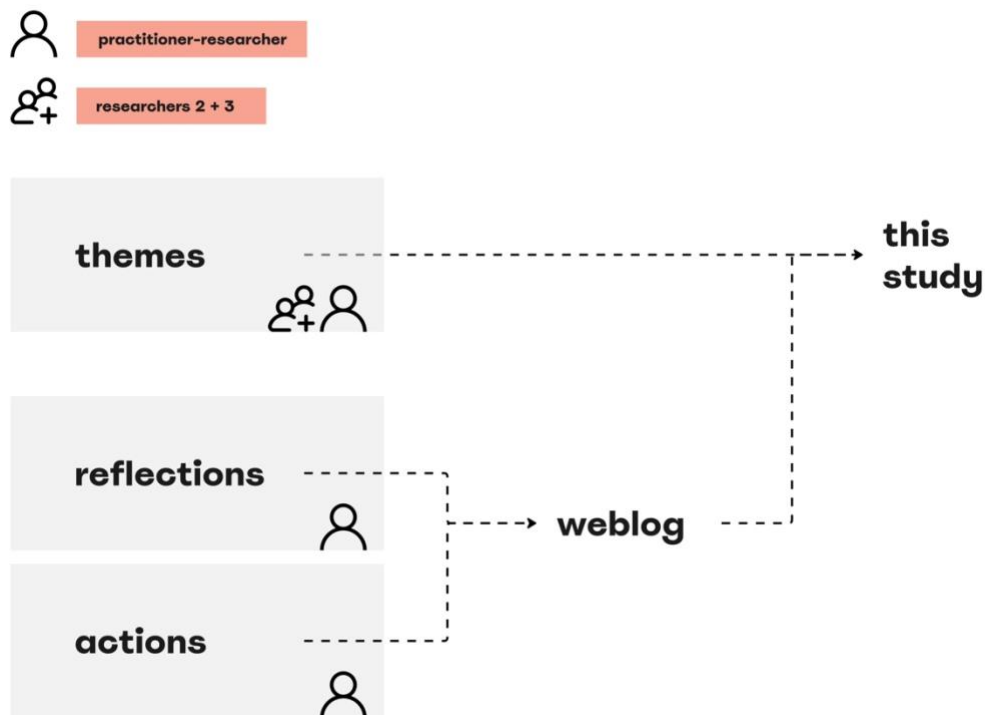 practitioner-researcher
researchers 2 + 3
themes
this
study
reflections
weblog
actions